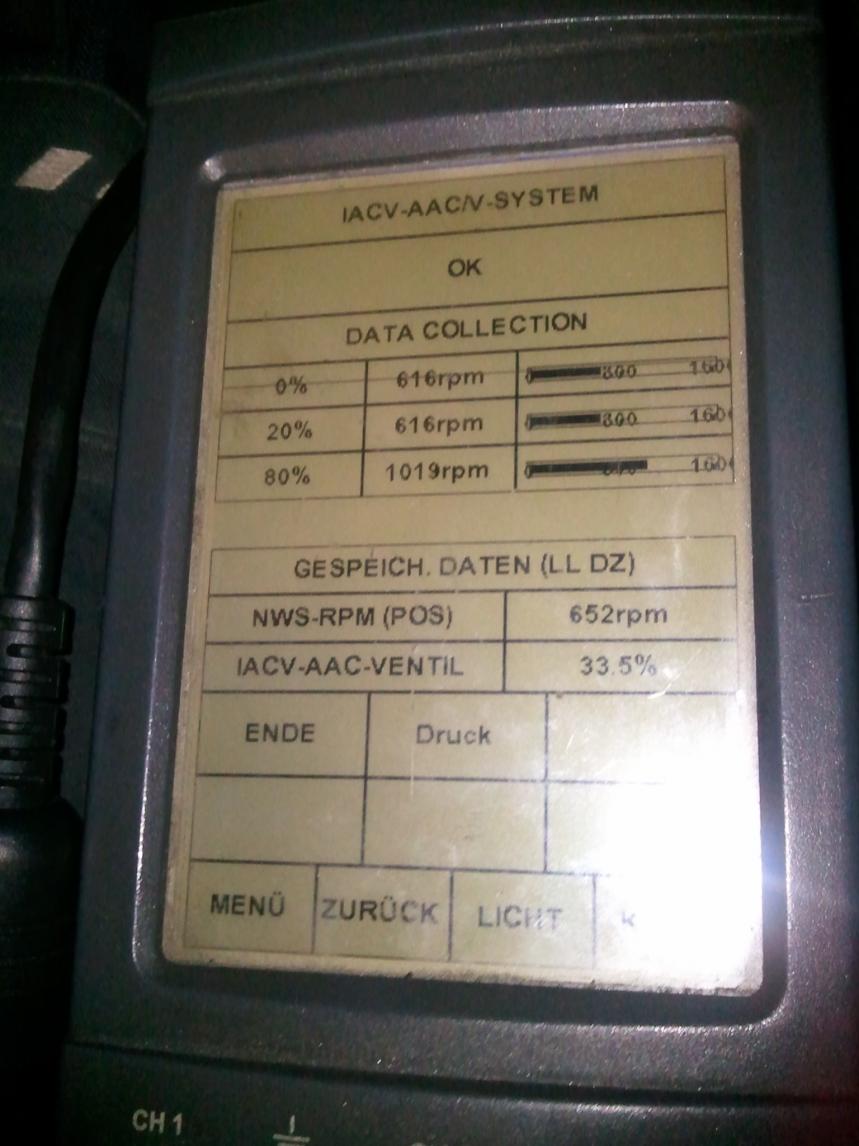 IACV-AAC/V-SYSTEM
OK
DATA COLLECTION
0% 616rpm 800
20% 616rpm 800
80% 1019rpm
GESPEICH. DATEN (LL DZ)
NWS-RPM (POS) 652rpm
IACV-AAC-VENTIL 33.5%
ENDE Druck
MENÜ ZURÜCK LICHT
CH 1